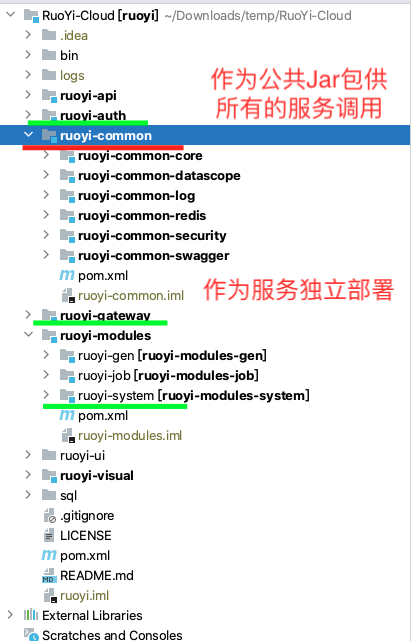 RuoYi-Cloud [ruoyi] ~/Downloads/temp/RuoYi-Cloud
.idea
bin
logs
ruoyi-api
ruoyi-auth
作为公共Jar包供
所有的服务调用
ruoyi-common
ruoyi-common-core
ruoyi-common-datascope
ruoyi-common-log
ruoyi-common-redis
ruoyi-common-security
ruoyi-common-swagger
m pom.xml
ruoyi-common.iml
作为服务独立部署
ruoyi-gateway
ruoyi-modules
ruoyi-gen [ruoyi-modules-gen]
ruoyi-job [ruoyi-modules-job]
ruoyi-system [ruoyi-modules-system]
m pom.xml
ruoyi-modules.iml
ruoyi-ui
ruoyi-visual
sql
.gitignore
LICENSE
m pom.xml
MD README.md
ruoyi.iml
External Libraries
Scratches and Consoles